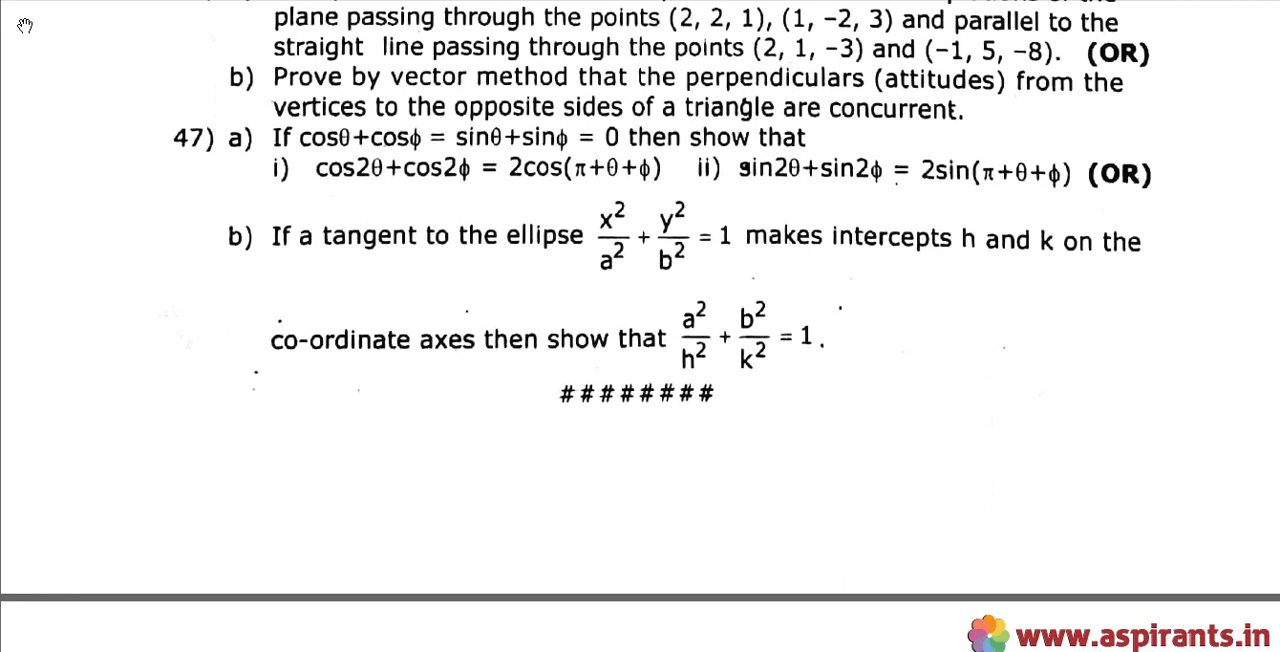 plane passing through the points (2, 2, 1), (1, −2, 3) and parallel to the
straight line passing through the points (2, 1, −3) and (−1, 5, −8). (OR)
b) Prove by vector method that the perpendiculars (attitudes) from the
vertices to the opposite sides of a triangle are concurrent.
47) a) If cosθ+cosϕ = sinθ+sinϕ = 0 then show that
i) cos2θ+cos2ϕ = 2cos(π+θ+ϕ) ii) sin2θ+sin2ϕ = 2sin(π+θ+ϕ) (OR)
b) If a tangent to the ellipse x²/a² + y²/b² = 1 makes intercepts h and k on the
co-ordinate axes then show that a²/h² + b²/k² = 1.
########
www.aspirants.in